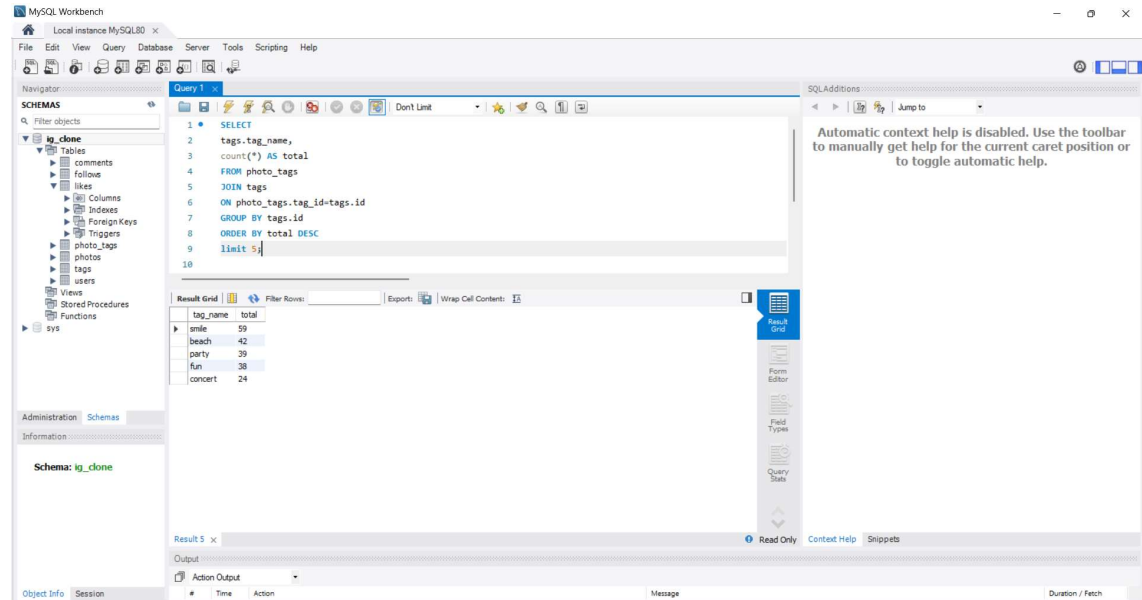 MySQL Workbench
Local instance MySQL80 ×
File Edit View Query Database Server Tools Scripting Help
Navigator
SCHEMAS
Filter objects
ig_clone
Tables
comments
follows
likes
Columns
Indexes
Foreign Keys
Triggers
photo_tags
photos
tags
users
Views
Stored Procedures
Functions
sys
Administration Schemas
Information
Schema: ig_clone
Object Info Session
Query 1 ×
Don't Limit
1 SELECT
2 tags.tag_name,
3 count(*) AS total
4 FROM photo_tags
5 JOIN tags
6 ON photo_tags.tag_id=tags.id
7 GROUP BY tags.id
8 ORDER BY total DESC
9 limit 5;
10
Result Grid Filter Rows: Export: Wrap Cell Content:
tag_name total
smile 59
beach 42
party 39
fun 38
concert 24
Result Grid
Form Editor
Field Types
Query Stats
Result 5 × Read Only
Output
Action Output
# Time Action Message Duration / Fetch
SQLAdditions
Jump to
Automatic context help is disabled. Use the toolbar
to manually get help for the current caret position or
to toggle automatic help.
Context Help Snippets